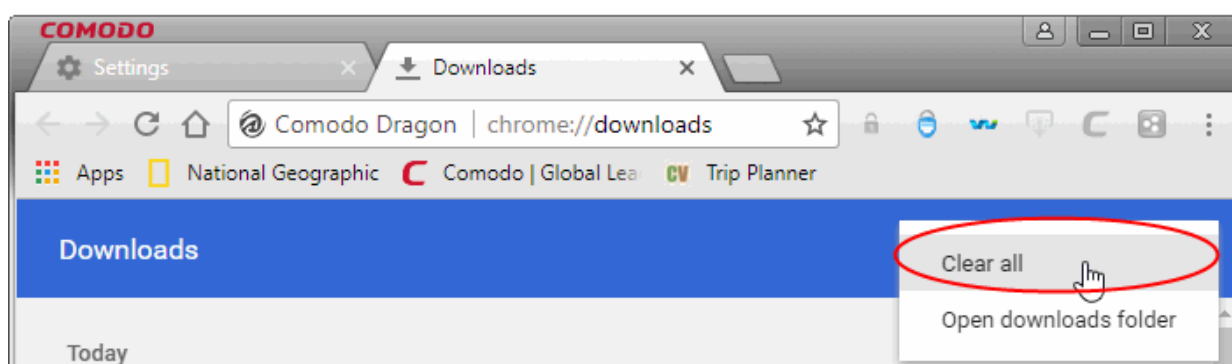 COMODO
Settings
Downloads
Comodo Dragon | chrome://downloads
Apps National Geographic Comodo | Global Lea CV Trip Planner
Downloads
Clear all
Open downloads folder
Today